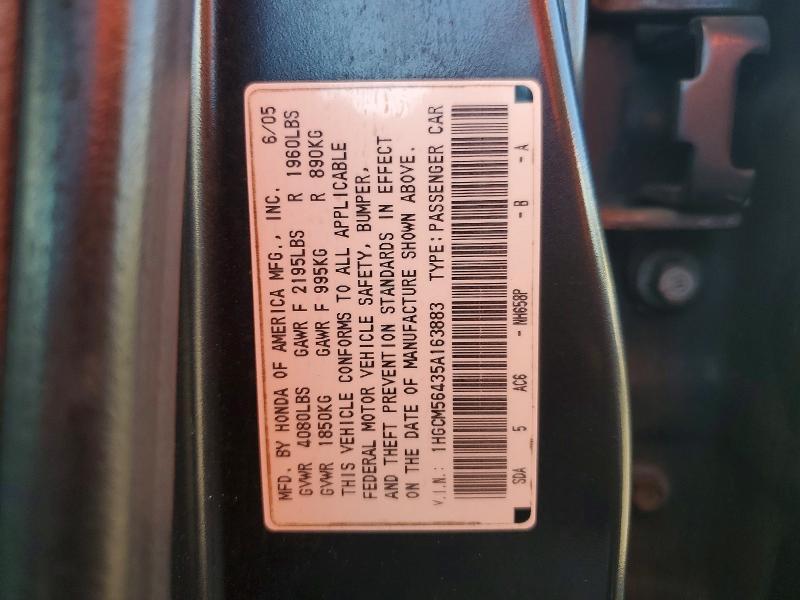 MFD. BY HONDA OF AMERICA MFG., INC. 6/05
GVWR 4080LBS GAWR F 2195LBS R 1960LBS
GVWR 1850KG GAWR F 995KG R 890KG
THIS VEHICLE CONFORMS TO ALL APPLICABLE
FEDERAL MOTOR VEHICLE SAFETY, BUMPER,
AND THEFT PREVENTION STANDARDS IN EFFECT
ON THE DATE OF MANUFACTURE SHOWN ABOVE.
V.I.N.: 1HGCM56435A163883 TYPE: PASSENGER CAR
SDA 5 AC6 - NH658P - B - A